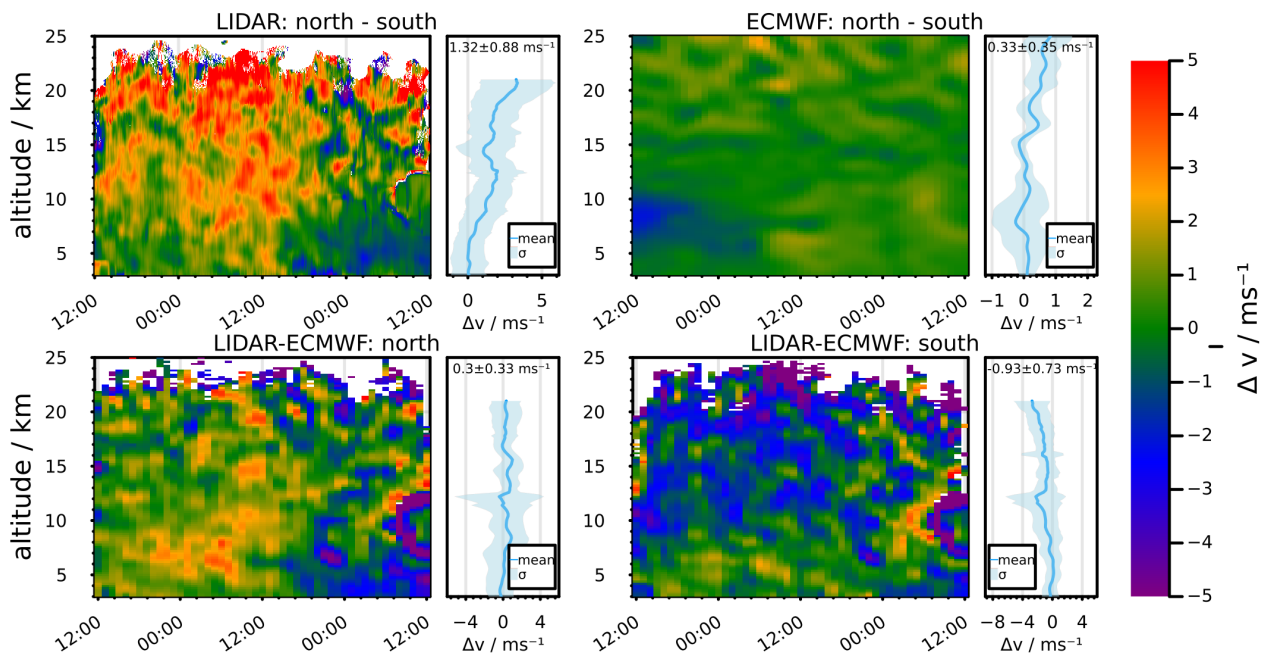 LIDAR: north - south
ECMWF: north - south
altitude / km
25
20
15
10
5
12:00
00:00
12:00
00:00
12:00
1.32±0.88 ms⁻¹
mean
σ
0
5
Δv / ms⁻¹
12:00
00:00
12:00
00:00
12:00
0.33±0.35 ms⁻¹
mean
σ
−1
0
1
2
Δv / ms⁻¹
LIDAR-ECMWF: north
LIDAR-ECMWF: south
altitude / km
25
20
15
10
5
12:00
00:00
12:00
00:00
12:00
0.3±0.33 ms⁻¹
mean
σ
−4
0
4
Δv / ms⁻¹
25
20
15
10
5
12:00
00:00
12:00
00:00
12:00
-0.93±0.73 ms⁻¹
mean
σ
−8
−4
0
4
Δv / ms⁻¹
5
4
3
2
1
0
−1
−2
−3
−4
−5
Δ v / ms⁻¹